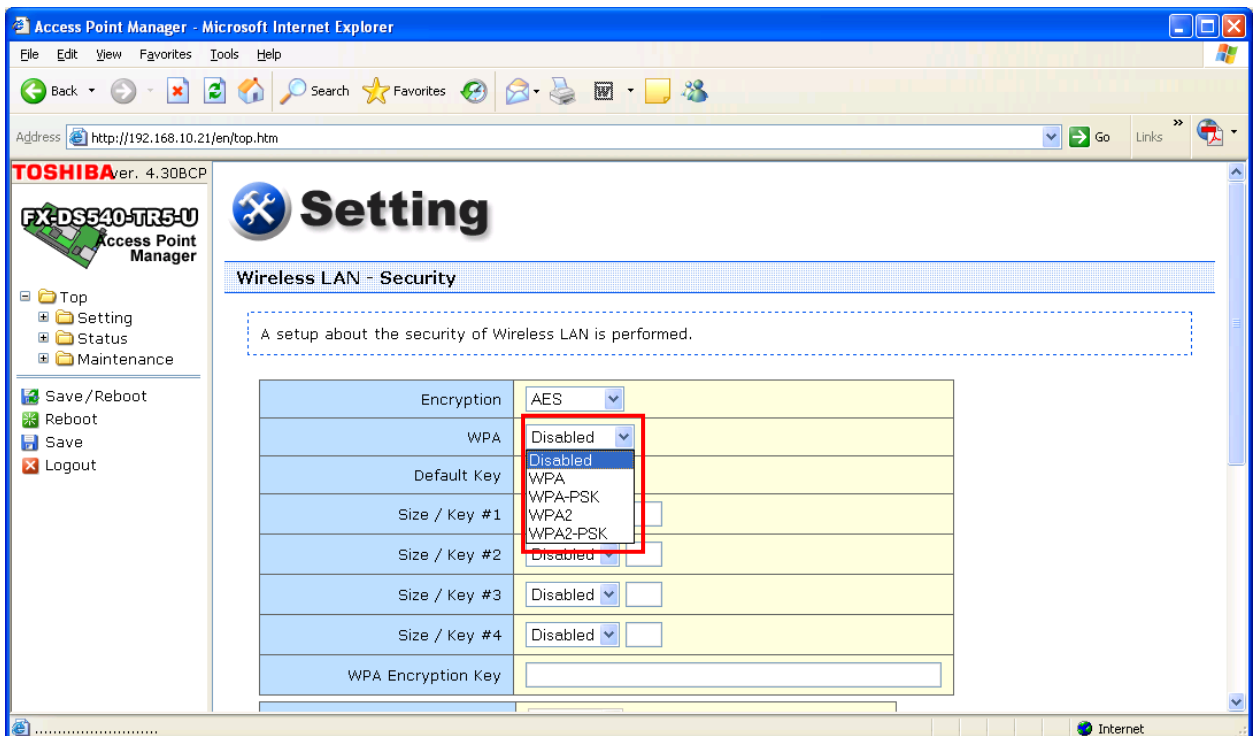 Access Point Manager - Microsoft Internet Explorer
File Edit View Favorites Tools Help
Back Search Favorites
Address http://192.168.10.21/en/top.htm Go Links »
TOSHIBA ver. 4.30BCP
FX-DS540-TR5-U
Access Point
Manager
Top
Setting
Status
Maintenance
Save/Reboot
Reboot
Save
Logout
Setting
Wireless LAN - Security
A setup about the security of Wireless LAN is performed.
Encryption AES
WPA Disabled
Disabled
WPA
WPA-PSK
WPA2
WPA2-PSK
Default Key
Size / Key #1
Size / Key #2 Disabled
Size / Key #3 Disabled
Size / Key #4 Disabled
WPA Encryption Key
...........................
Internet